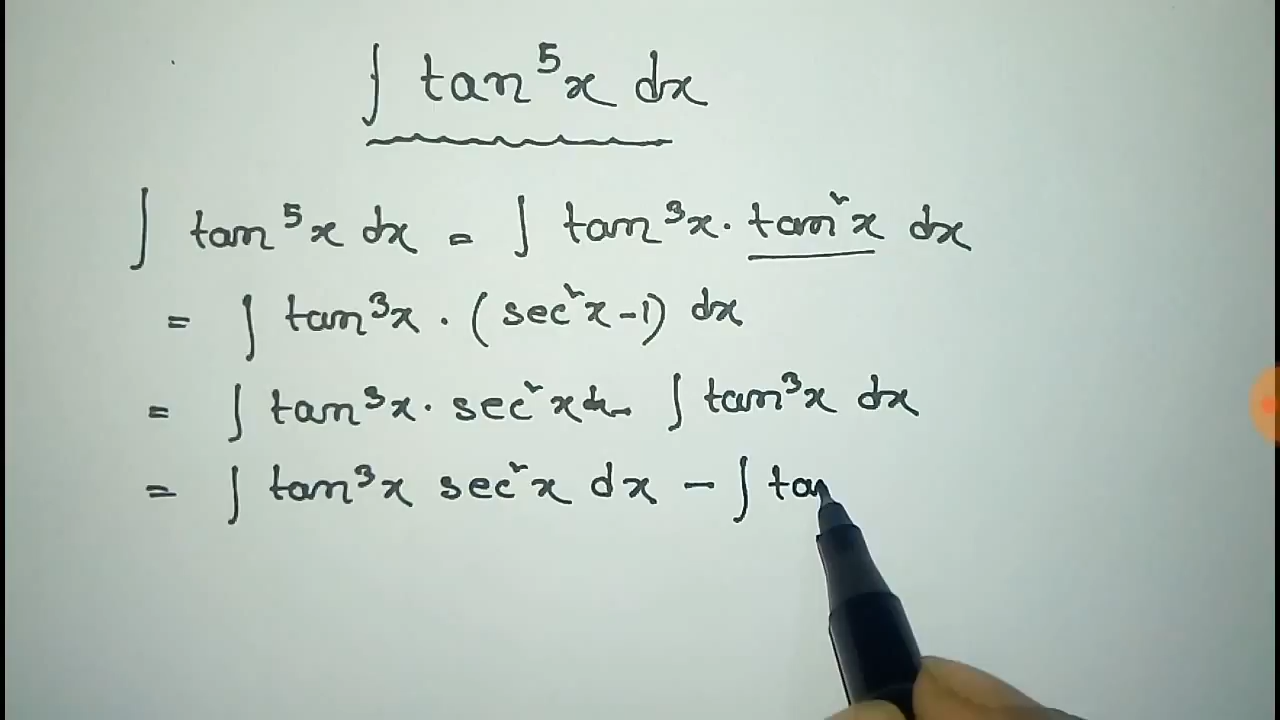 ∫ tan⁵x dx
∫ tan⁵x dx = ∫ tan³x · tan²x dx
= ∫ tan³x · (sec²x-1) dx
= ∫ tan³x · sec²x dx - ∫ tan³x dx
= ∫ tan³x sec²x dx - ∫ tan